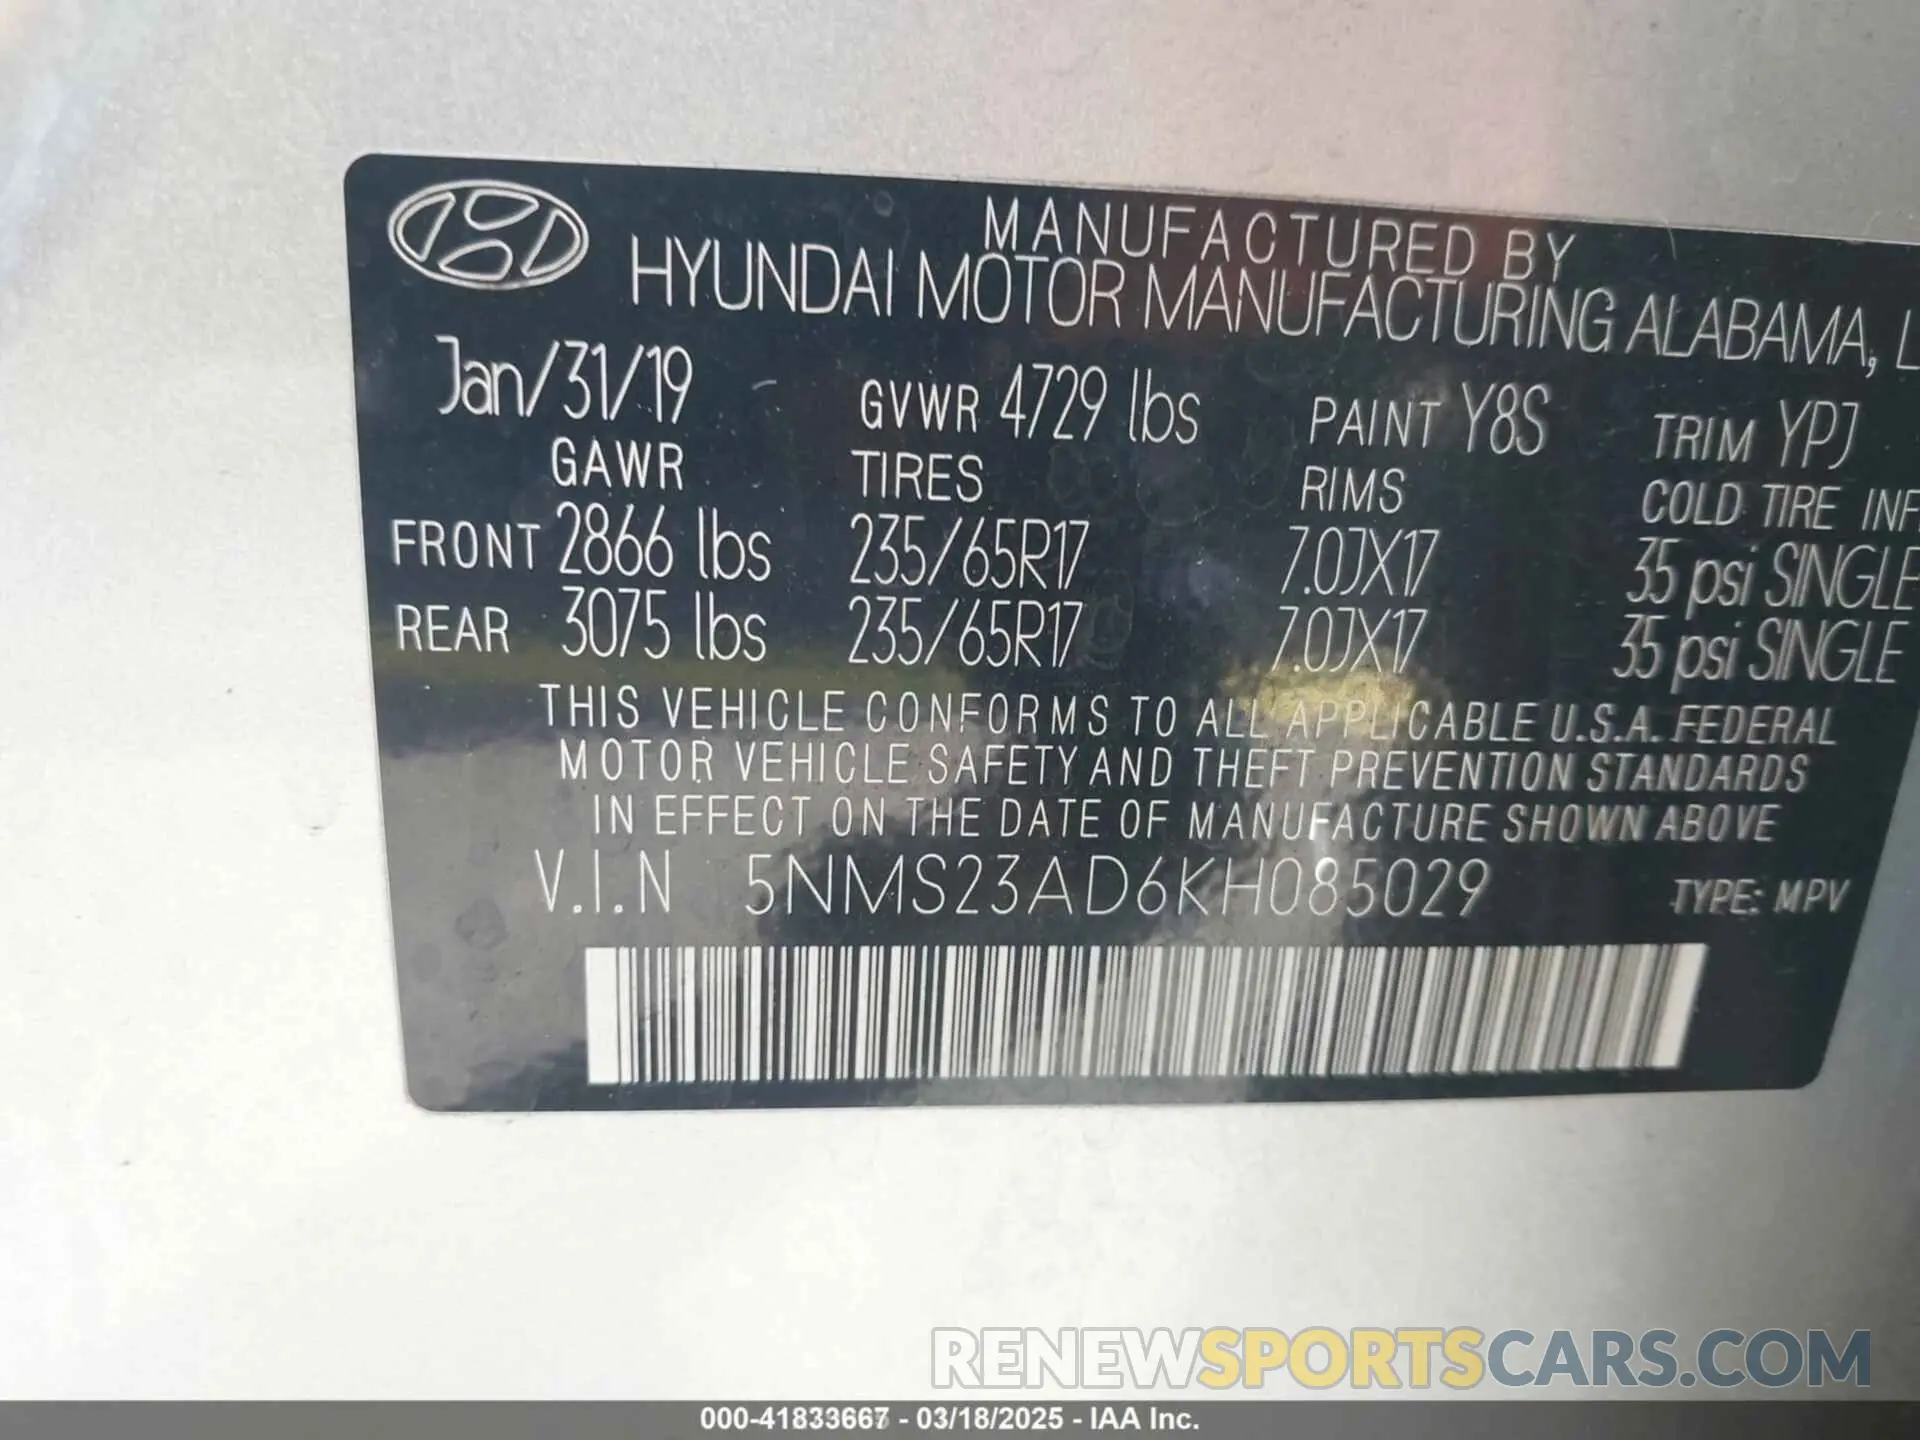 MANUFACTURED BY
HYUNDAI MOTOR MANUFACTURING ALABAMA, L
Jan/31/19 GVWR 4729 lbs PAINT Y8S TRIM YPJ
GAWR TIRES RIMS COLD TIRE INF
FRONT 2866 lbs 235/65R17 7.0JX17 35 psi SINGLE
REAR 3075 lbs 235/65R17 7.0JX17 35 psi SINGLE
THIS VEHICLE CONFORMS TO ALL APPLICABLE U.S.A. FEDERAL
MOTOR VEHICLE SAFETY AND THEFT PREVENTION STANDARDS
IN EFFECT ON THE DATE OF MANUFACTURE SHOWN ABOVE
V.I.N 5NMS23AD6KH085029 TYPE: MPV
RENEWSPORTSCARS.COM
000-41833667 - 03/18/2025 - IAA Inc.